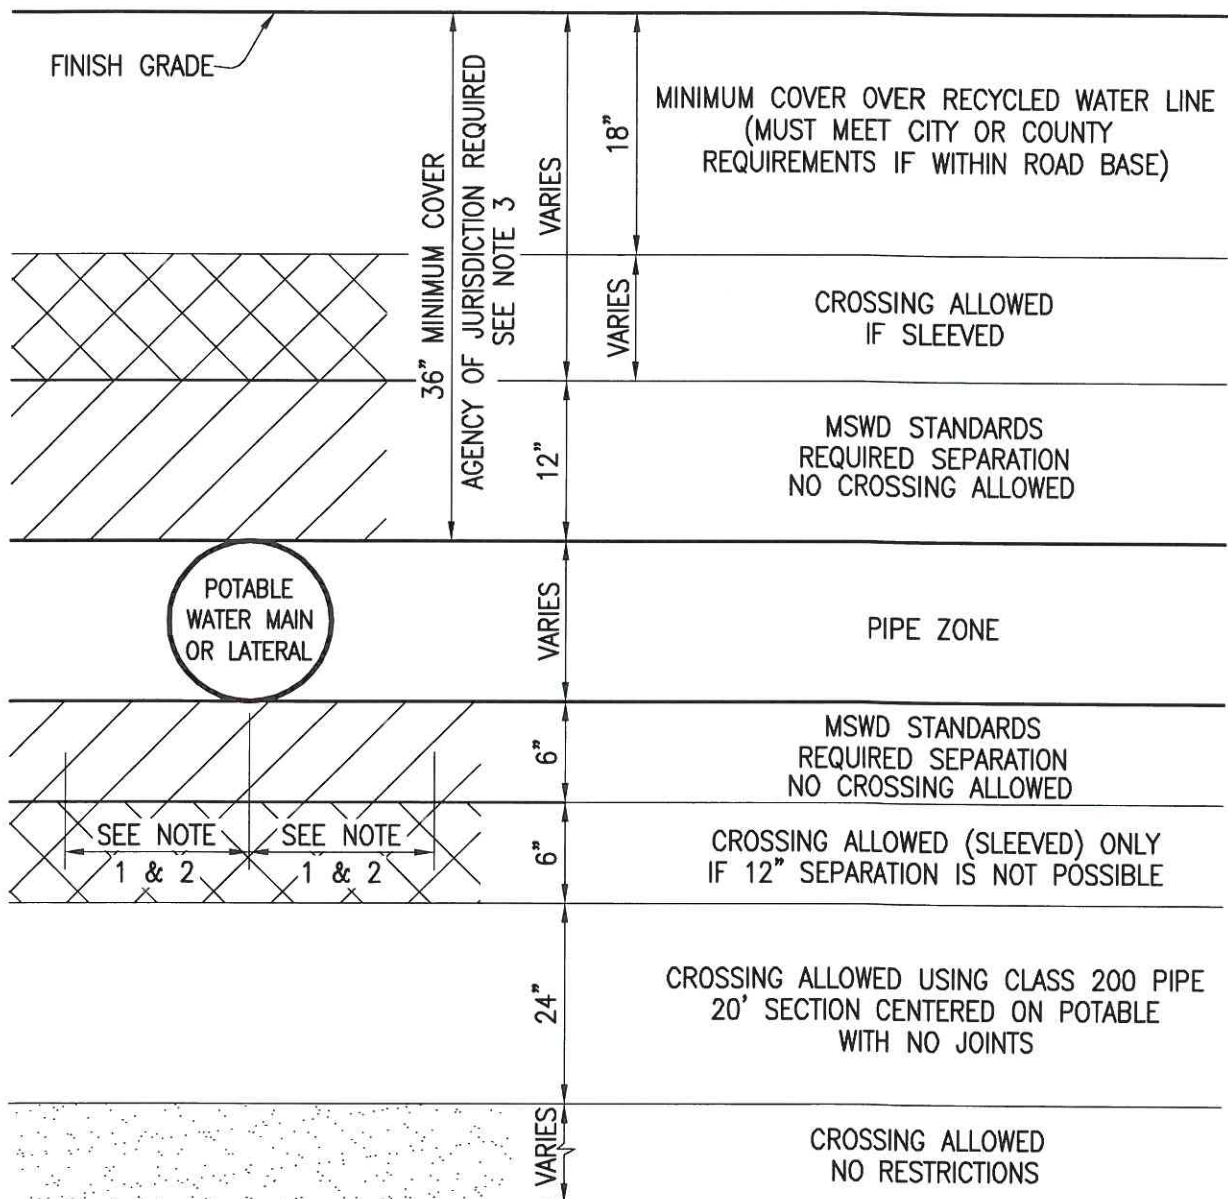 FINISH GRADE
36" MINIMUM COVER
AGENCY OF JURISDICTION REQUIRED
SEE NOTE 3
VARIES
18"
MINIMUM COVER OVER RECYCLED WATER LINE
(MUST MEET CITY OR COUNTY
REQUIREMENTS IF WITHIN ROAD BASE)
VARIES
CROSSING ALLOWED
IF SLEEVED
12"
MSWD STANDARDS
REQUIRED SEPARATION
NO CROSSING ALLOWED
POTABLE
WATER MAIN
OR LATERAL
VARIES
PIPE ZONE
6"
MSWD STANDARDS
REQUIRED SEPARATION
NO CROSSING ALLOWED
SEE NOTE
1 & 2
SEE NOTE
1 & 2
6"
CROSSING ALLOWED (SLEEVED) ONLY
IF 12" SEPARATION IS NOT POSSIBLE
24"
CROSSING ALLOWED USING CLASS 200 PIPE
20' SECTION CENTERED ON POTABLE
WITH NO JOINTS
VARIES
CROSSING ALLOWED
NO RESTRICTIONS